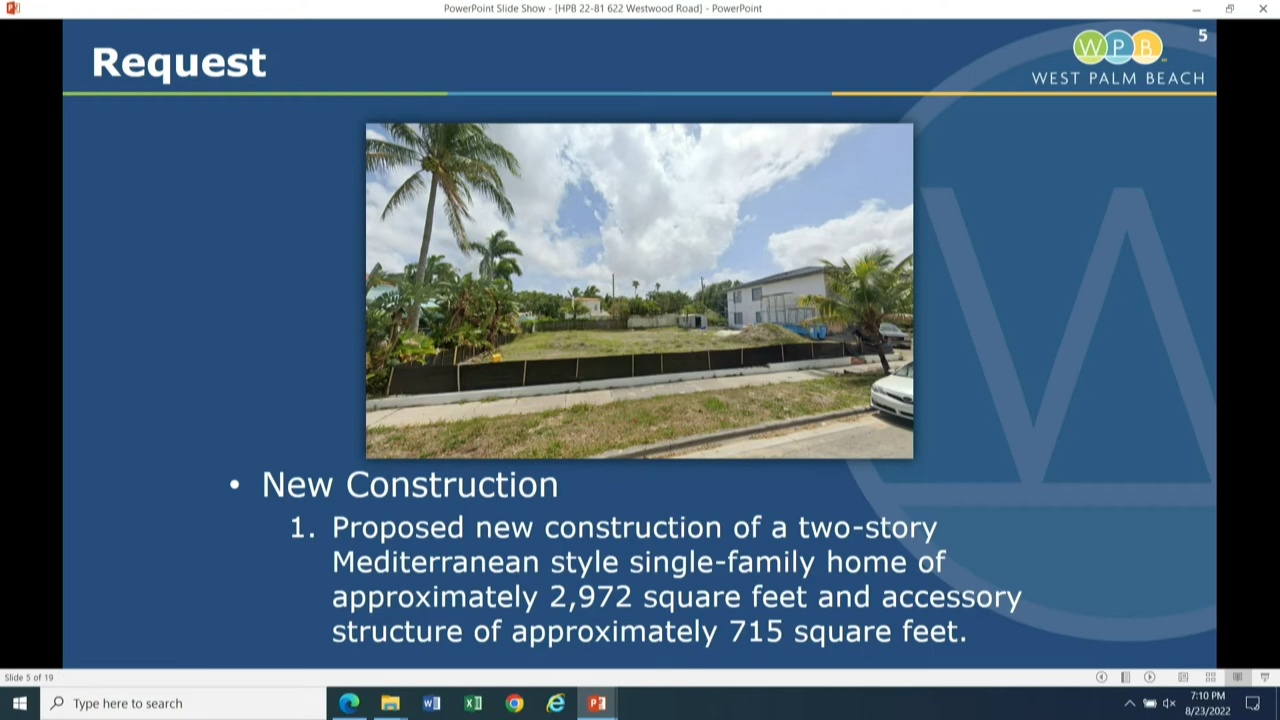 PowerPoint Slide Show - [HPB 22-81 622 Westwood Road] - PowerPoint
Request
WPB
WEST PALM BEACH
5
• New Construction
1. Proposed new construction of a two-story
Mediterranean style single-family home of
approximately 2,972 square feet and accessory
structure of approximately 715 square feet.
Slide 5 of 19
Type here to search
7:10 PM
8/23/2022